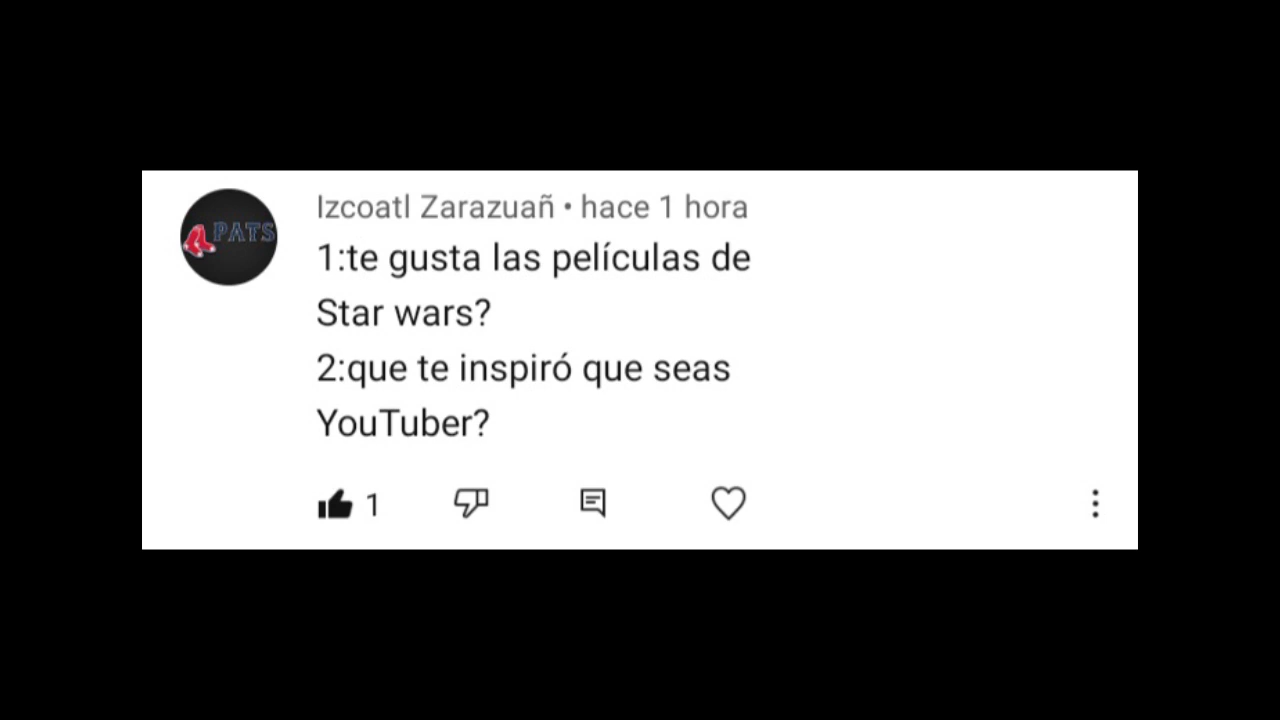 PATS
Izcoatl Zarazuañ • hace 1 hora
1:te gusta las películas de
Star wars?
2:que te inspiró que seas
YouTuber?
1